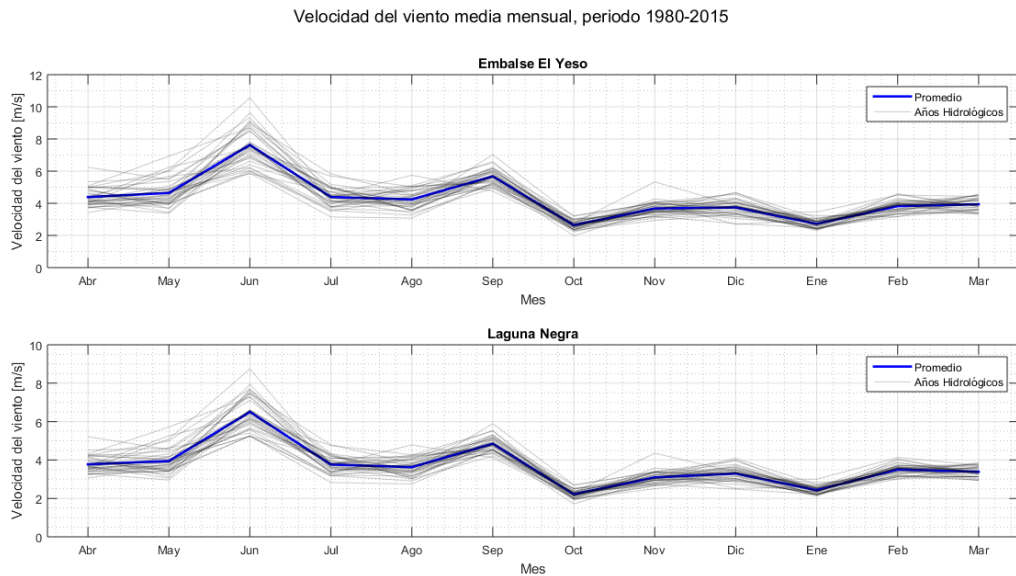 Velocidad del viento media mensual, periodo 1980-2015
Embalse El Yeso
Velocidad del viento [m/s]
12
10
8
6
4
2
0
Promedio
Años Hidrológicos
Abr May Jun Jul Ago Sep Oct Nov Dic Ene Feb Mar
Mes
Laguna Negra
Velocidad del viento [m/s]
10
8
6
4
2
0
Promedio
Años Hidrológicos
Abr May Jun Jul Ago Sep Oct Nov Dic Ene Feb Mar
Mes